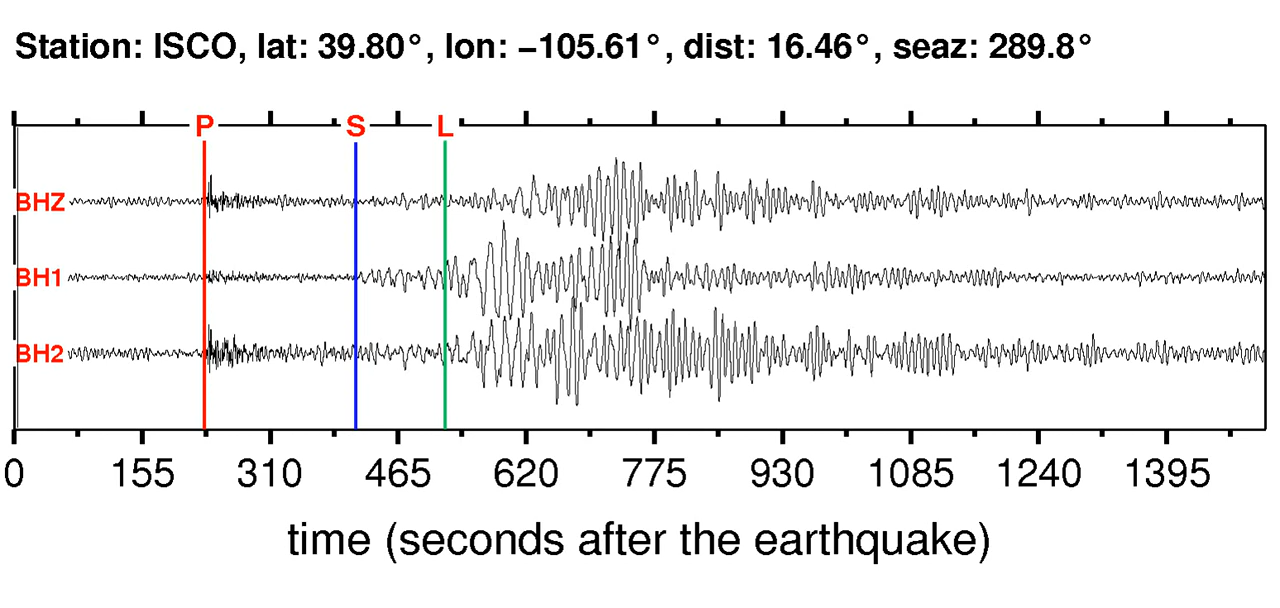 Station: ISCO, lat: 39.80°, lon: −105.61°, dist: 16.46°, seaz: 289.8°
P S L
BHZ
BH1
BH2
0 155 310 465 620 775 930 1085 1240 1395
time (seconds after the earthquake)